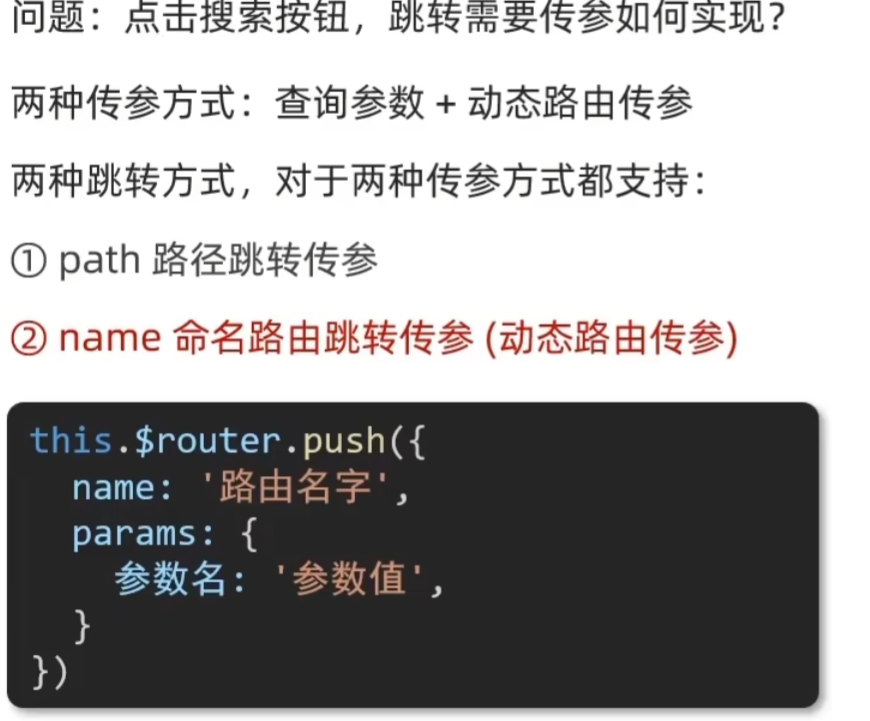 问题：点击搜索按钮，跳转需要传参如何实现？
两种传参方式：查询参数 + 动态路由传参
两种跳转方式，对于两种传参方式都支持：
① path 路径跳转传参
② name 命名路由跳转传参 (动态路由传参)
this.$router.push({
  name: '路由名字',
  params: {
    参数名: '参数值',
  }
})